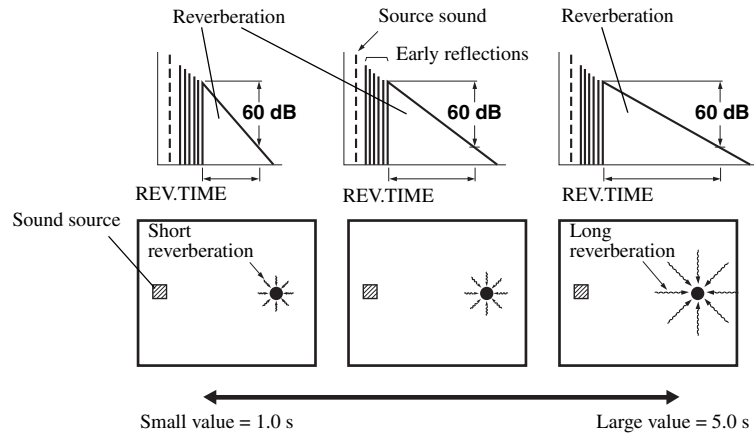 Reverberation
Source sound
Early reflections
Reverberation
60 dB
60 dB
60 dB
REV.TIME
REV.TIME
REV.TIME
Sound source
Short
reverberation
Long
reverberation
Small value = 1.0 s
Large value = 5.0 s